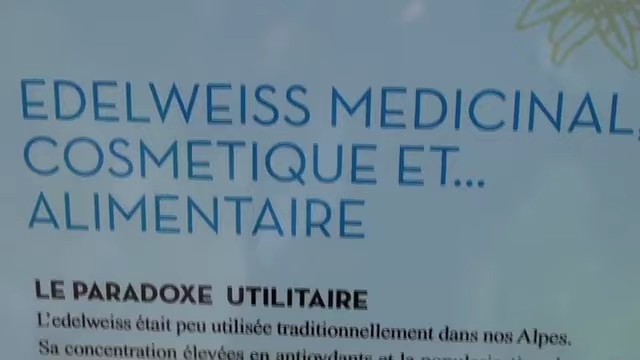 EDELWEISS MEDICINAL,
COSMETIQUE ET...
ALIMENTAIRE
LE PARADOXE UTILITAIRE
L'edelweiss était peu utilisée traditionnellement dans nos Alpes.
Sa concentration élevées en antioxydants et la